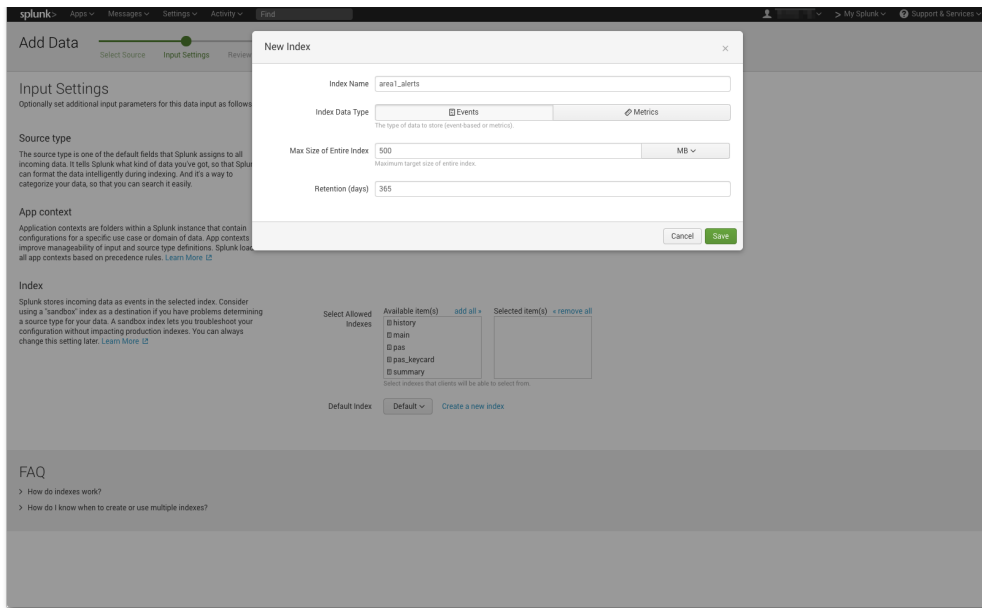 splunk> Apps Messages Settings Activity Find My Splunk Support & Services
Add Data
Select Source Input Settings Review
New Index
×
Index Name area1_alerts
Index Data Type Events Metrics
The type of data to store (event-based or metrics).
Max Size of Entire Index 500 MB
Maximum target size of entire index.
Retention (days) 365
Cancel Save
Input Settings
Optionally set additional input parameters for this data input as follows
Source type
The source type is one of the default fields that Splunk assigns to all
incoming data. It tells Splunk what kind of data you've got, so that Splun
can format the data intelligently during indexing. And it's a way to
categorize your data, so that you can search it easily.
App context
Application contexts are folders within a Splunk instance that contain
configurations for a specific use case or domain of data. App contexts
improve manageability of input and source type definitions. Splunk load
all app contexts based on precedence rules. Learn More
Index
Splunk stores incoming data as events in the selected index. Consider
using a "sandbox" index as a destination if you have problems determining
a source type for your data. A sandbox index lets you troubleshoot your
configuration without impacting production indexes. You can always
change this setting later. Learn More
Select Allowed
Indexes
Available item(s) add all »
history
main
pas
pas_keycard
summary
Selected item(s) « remove all
Select indexes that clients will be able to select from.
Default Index Default Create a new index
FAQ
> How do indexes work?
> How do I know when to create or use multiple indexes?